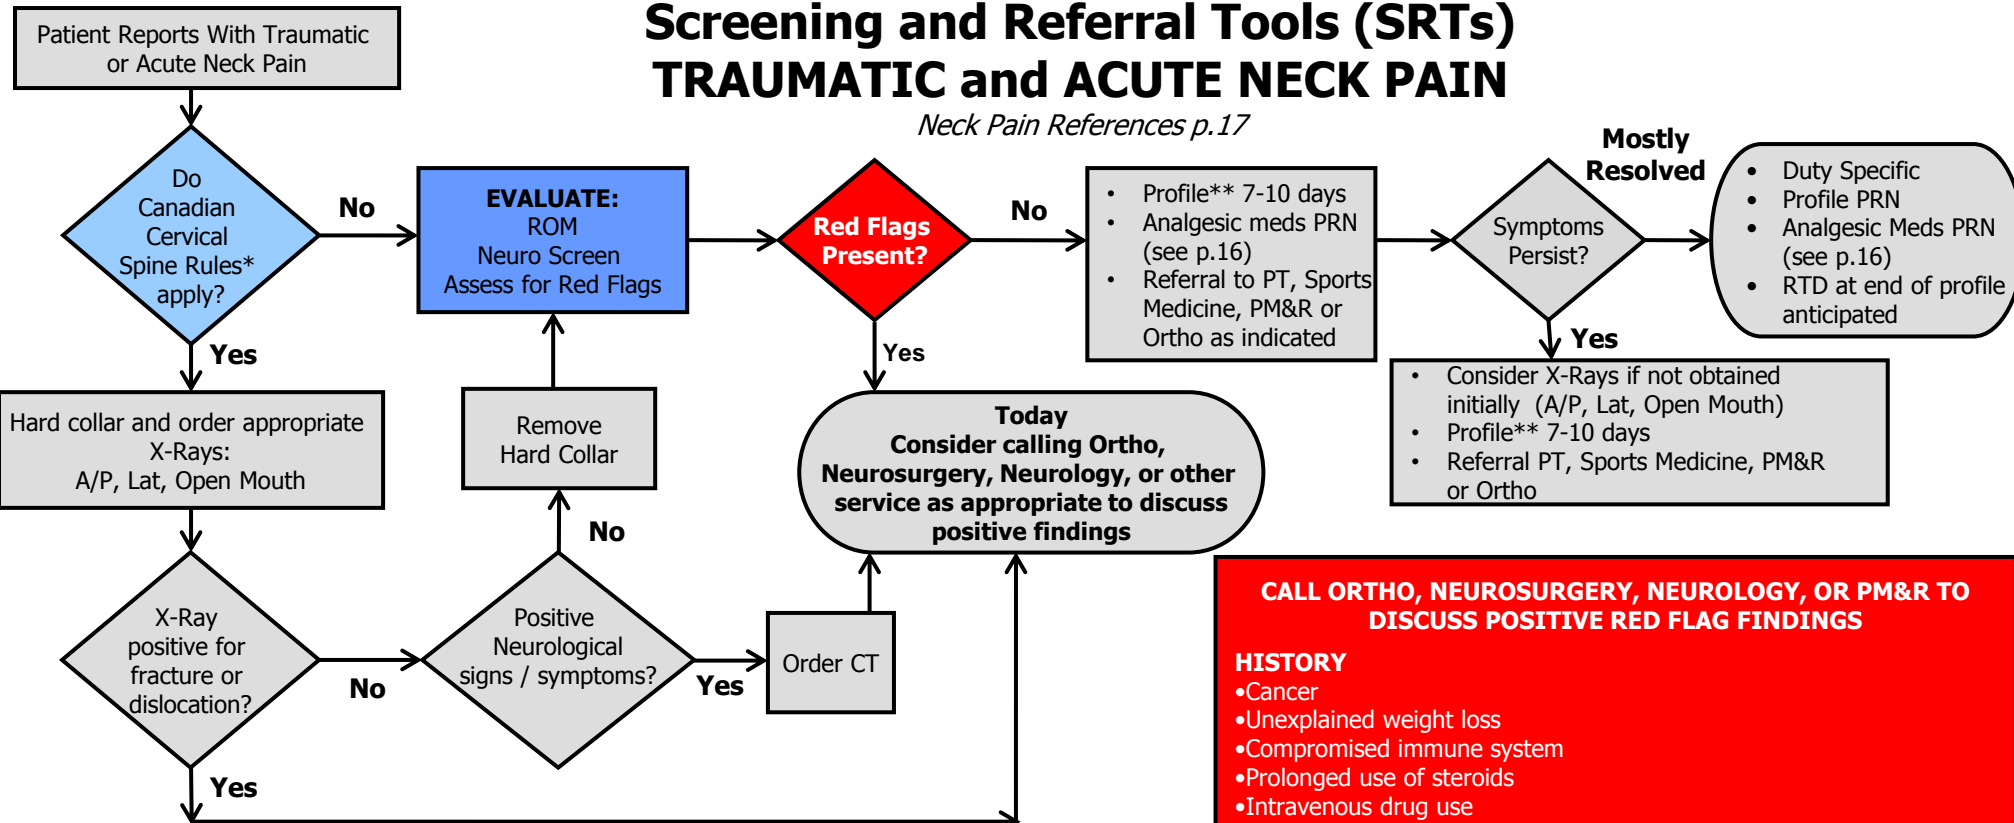 Screening and Referral Tools (SRTs)
TRAUMATIC and ACUTE NECK PAIN
Neck Pain References p.17
Patient Reports With Traumatic
or Acute Neck Pain
Do
Canadian
Cervical
Spine Rules*
apply?
No
Yes
EVALUATE:
ROM
Neuro Screen
Assess for Red Flags
Red Flags
Present?
No
Yes
• Profile** 7-10 days
• Analgesic meds PRN
(see p.16)
• Referral to PT, Sports
Medicine, PM&R or
Ortho as indicated
Symptoms
Persist?
Mostly
Resolved
Yes
• Duty Specific
• Profile PRN
• Analgesic Meds PRN
(see p.16)
• RTD at end of profile
anticipated
• Consider X-Rays if not obtained
initially (A/P, Lat, Open Mouth)
• Profile** 7-10 days
• Referral PT, Sports Medicine, PM&R
or Ortho
Hard collar and order appropriate
X-Rays:
A/P, Lat, Open Mouth
Remove
Hard Collar
No
Today
Consider calling Ortho,
Neurosurgery, Neurology, or other
service as appropriate to discuss
positive findings
X-Ray
positive for
fracture or
dislocation?
No
Yes
Positive
Neurological
signs / symptoms?
Yes
Order CT
CALL ORTHO, NEUROSURGERY, NEUROLOGY, OR PM&R TO
DISCUSS POSITIVE RED FLAG FINDINGS
HISTORY
•Cancer
•Unexplained weight loss
•Compromised immune system
•Prolonged use of steroids
•Intravenous drug use